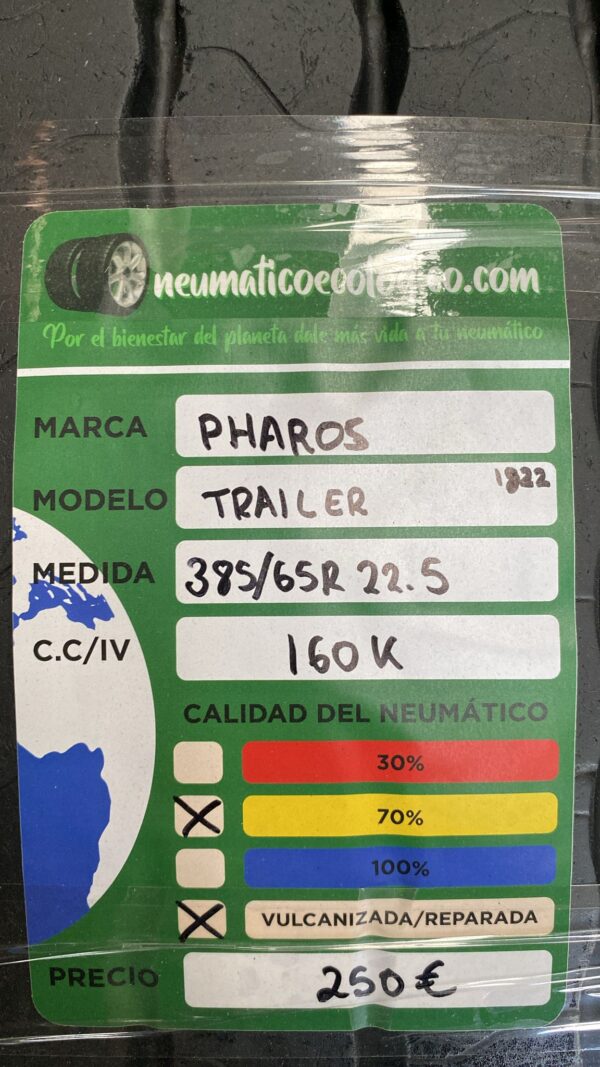 neumaticoecologico.com
Por el bienestar del planeta dale más vida a tu neumático
MARCA PHAROS
MODELO TRAILER 1822
MEDIDA 385/65R 22.5
C.C/IV 160K
CALIDAD DEL NEUMÁTICO
30%
X 70%
100%
X VULCANIZADA/REPARADA
PRECIO 250€